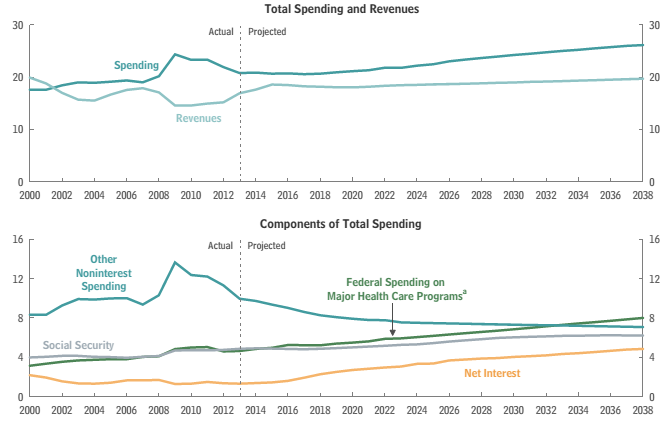 Total Spending and Revenues
30 30
Actual Projected
Spending
20 20
Revenues
10 10
0 0
2000 2002 2004 2006 2008 2010 2012 2014 2016 2018 2020 2022 2024 2026 2028 2030 2032 2034 2036 2038
Components of Total Spending
16 16
Actual Projected
Other
Noninterest
Spending
12 12
Federal Spending on
Major Health Care Programsᵃ
8 8
Social Security
4 4
Net Interest
0 0
2000 2002 2004 2006 2008 2010 2012 2014 2016 2018 2020 2022 2024 2026 2028 2030 2032 2034 2036 2038